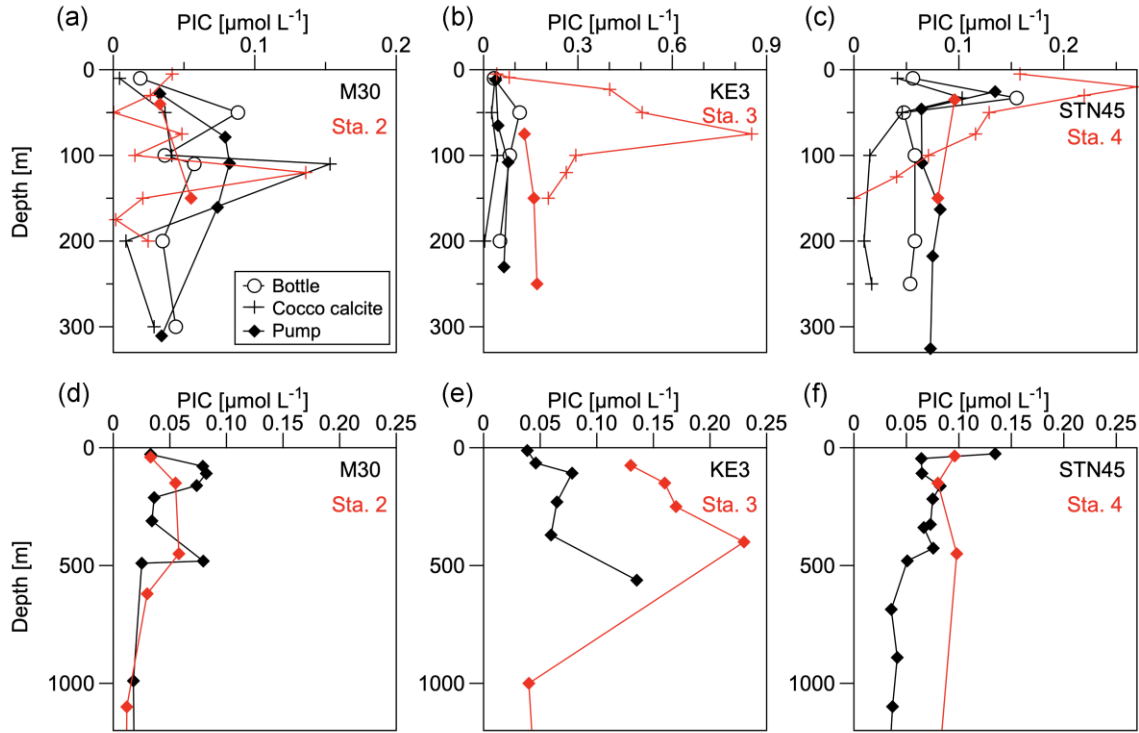 (a) PIC [µmol L⁻¹]
0 0.1 0.2
(b) PIC [µmol L⁻¹]
0 0.3 0.6 0.9
(c) PIC [µmol L⁻¹]
0 0.1 0.2
Depth [m]
0
100
200
300
M30
Sta. 2
Bottle
Cocco calcite
Pump
0
100
200
300
KE3
Sta. 3
0
100
200
300
STN45
Sta. 4
(d) PIC [µmol L⁻¹]
0 0.05 0.10 0.15 0.20 0.25
(e) PIC [µmol L⁻¹]
0 0.05 0.10 0.15 0.20 0.25
(f) PIC [µmol L⁻¹]
0 0.05 0.10 0.15 0.20 0.25
Depth [m]
0
500
1000
M30
Sta. 2
0
500
1000
KE3
Sta. 3
0
500
1000
STN45
Sta. 4